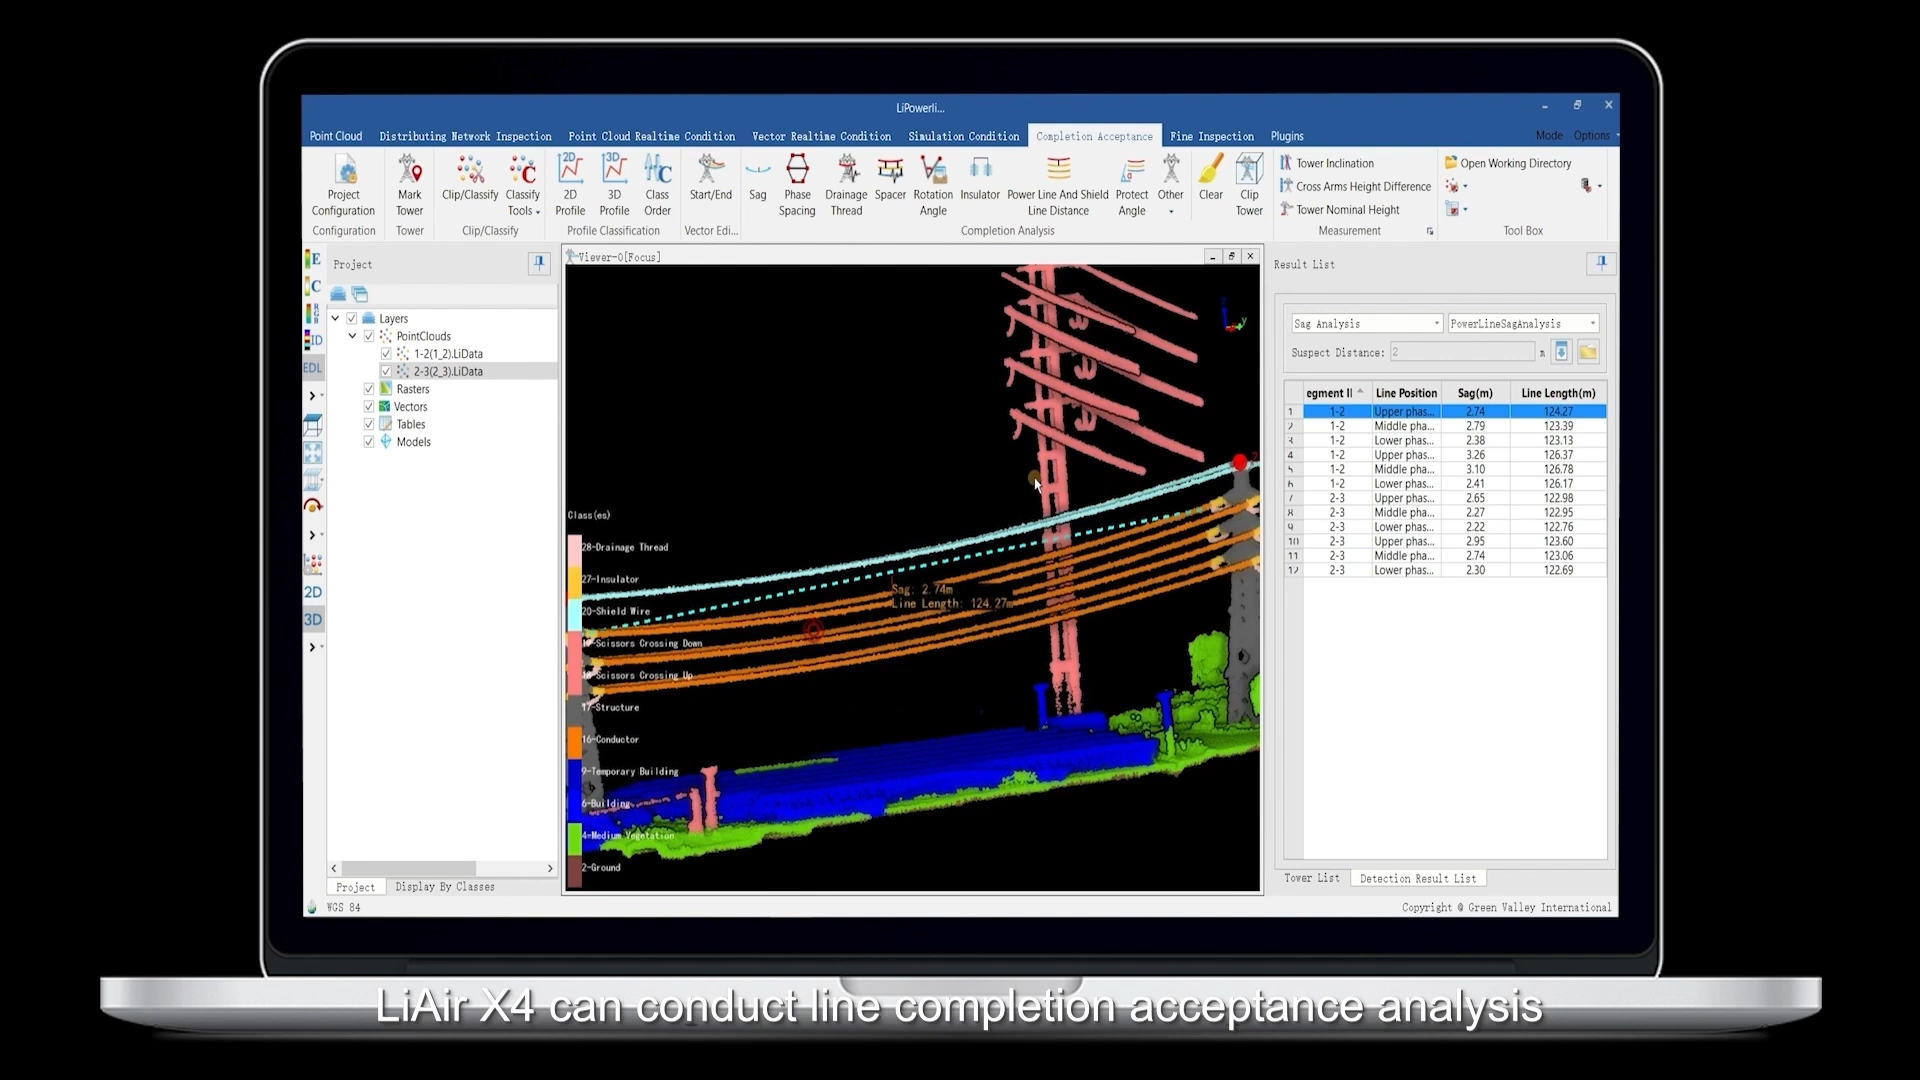 LiPowerli...
Point Cloud Distributing Network Inspection Point Cloud Realtime Condition Vector Realtime Condition Simulation Condition Completion Acceptance Fine Inspection Plugins Mode Options
Project Configuration
Configuration
Mark Tower
Tower
Clip/Classify
Classify Tools
Clip/Classify
2D Profile
3D Profile
Class Order
Profile Classification
Start/End
Vector Edi...
Sag
Phase Spacing
Drainage Thread
Spacer
Rotation Angle
Insulator
Power Line And Shield Line Distance
Protect Angle
Other
Clear
Clip Tower
Completion Analysis
Tower Inclination
Cross Arms Height Difference
Tower Nominal Height
Measurement
Open Working Directory
Tool Box
E
C
RGB
ID
EDL
2D
3D
Project
Layers
PointClouds
1-2(1_2).LiData
2-3(2_3).LiData
Rasters
Vectors
Tables
Models
Project Display By Classes
WGS 84
Viewer-0[Focus]
Class(es)
28-Drainage Thread
27-Insulator
20-Shield Wire
19-Scissors Crossing Down
18-Scissors Crossing Up
17-Structure
16-Conductor
9-Temporary Building
6-Building
4-Medium Vegetation
2-Ground
Sag: 2.74m
Line Length: 124.27m
Result List
Sag Analysis PowerLineSagAnalysis
Suspect Distance: 2 m
egment I Line Position Sag(m) Line Length(m)
1 1-2 Upper phas... 2.74 124.27
2 1-2 Middle pha... 2.79 123.39
3 1-2 Lower phas... 2.38 123.13
4 1-2 Upper phas... 3.26 126.37
5 1-2 Middle pha... 3.10 126.78
6 1-2 Lower phas... 2.41 126.17
7 2-3 Upper phas... 2.65 122.98
8 2-3 Middle pha... 2.27 122.95
9 2-3 Lower phas... 2.22 122.76
10 2-3 Upper phas... 2.95 123.60
11 2-3 Middle pha... 2.74 123.06
12 2-3 Lower phas... 2.30 122.69
Tower List Detection Result List
Copyright @ Green Valley International
LiAir X4 can conduct line completion acceptance analysis